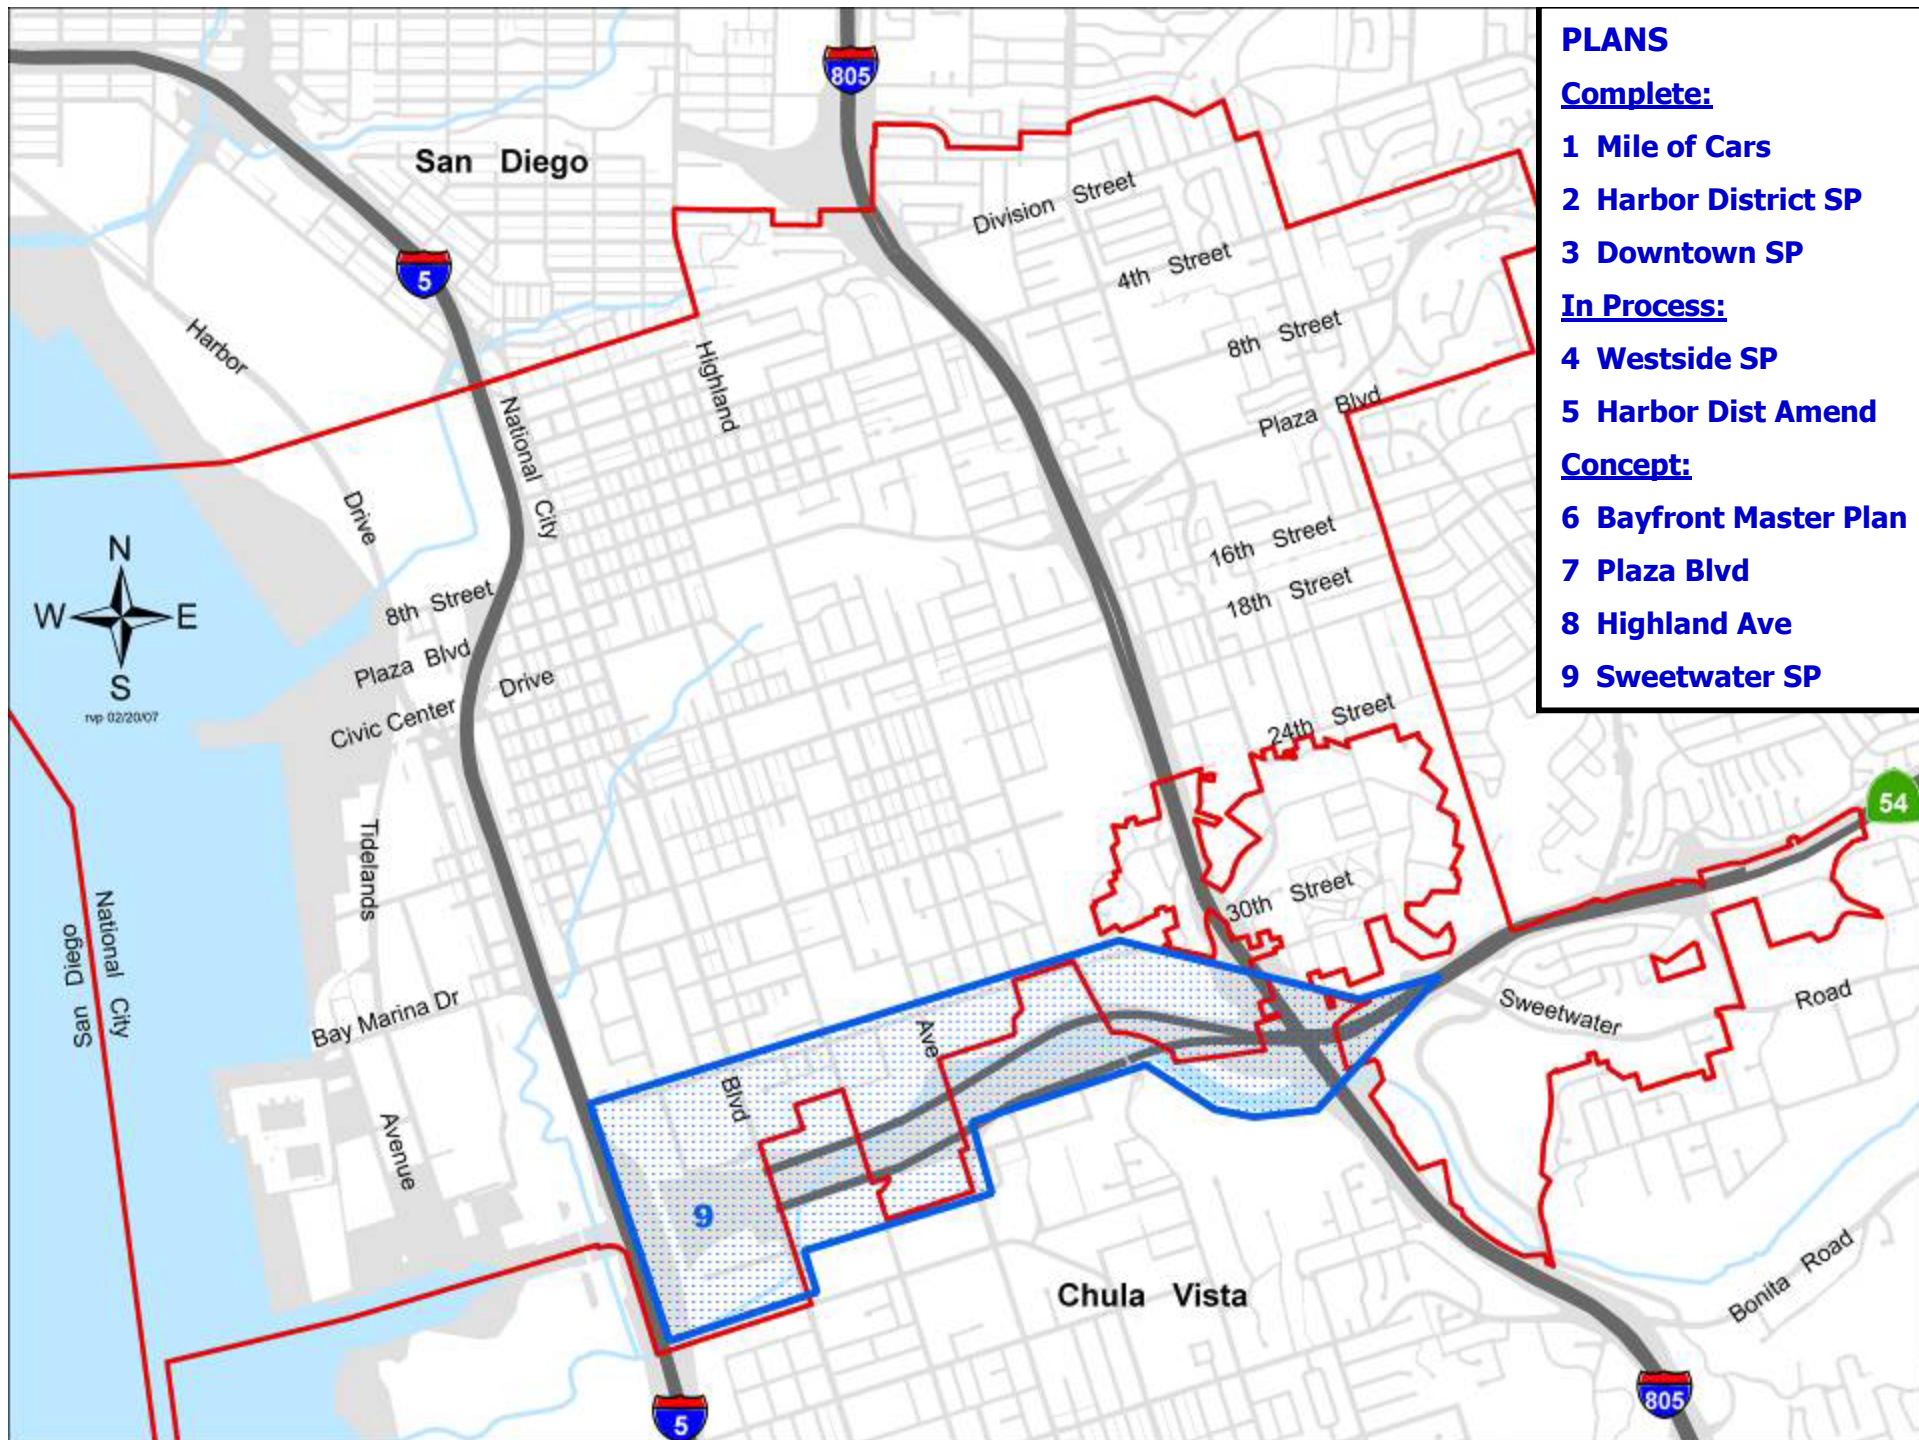 PLANS
Complete:
1 Mile of Cars
2 Harbor District SP
3 Downtown SP
In Process:
4 Westside SP
5 Harbor Dist Amend
Concept:
6 Bayfront Master Plan
7 Plaza Blvd
8 Highland Ave
9 Sweetwater SP
805
San Diego
Division Street
4th Street
5
8th Street
Harbor
Drive
Highland
National City
Plaza Blvd
16th Street
18th Street
N
W E
S
rvp 02/20/07
8th Street
Plaza Blvd
Civic Center Drive
24th Street
54
Tidelands
30th Street
National City
San Diego
Bay Marina Dr
Sweetwater
Road
Ave
Blvd
Avenue
9
Chula Vista
Bonita Road
805
5